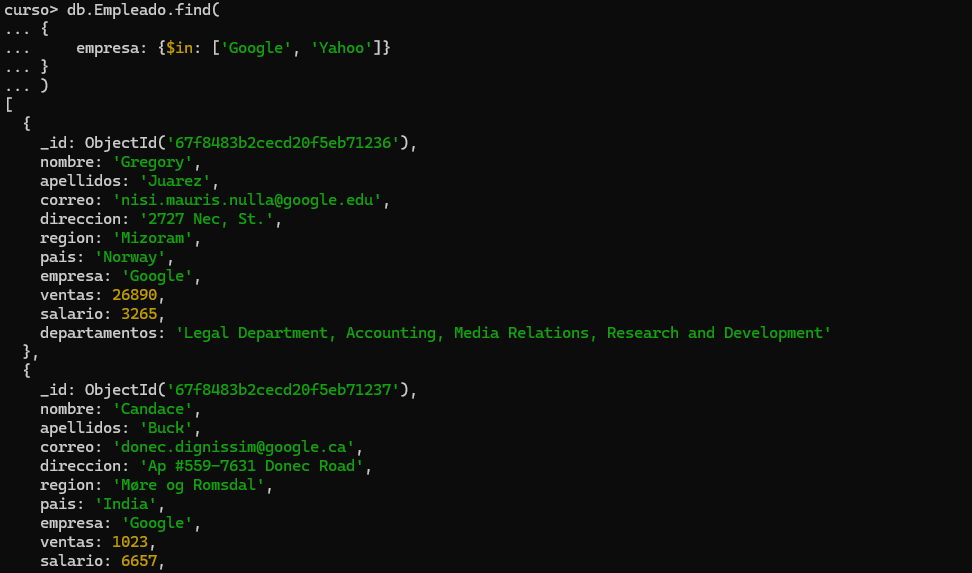 curso> db.Empleado.find(
... {
...     empresa: {$in: ['Google', 'Yahoo']}
... }
... )
[
  {
    _id: ObjectId('67f8483b2cecd20f5eb71236'),
    nombre: 'Gregory',
    apellidos: 'Juarez',
    correo: 'nisi.mauris.nulla@google.edu',
    direccion: '2727 Nec, St.',
    region: 'Mizoram',
    pais: 'Norway',
    empresa: 'Google',
    ventas: 26890,
    salario: 3265,
    departamentos: 'Legal Department, Accounting, Media Relations, Research and Development'
  },
  {
    _id: ObjectId('67f8483b2cecd20f5eb71237'),
    nombre: 'Candace',
    apellidos: 'Buck',
    correo: 'donec.dignissim@google.ca',
    direccion: 'Ap #559-7631 Donec Road',
    region: 'Møre og Romsdal',
    pais: 'India',
    empresa: 'Google',
    ventas: 1023,
    salario: 6657,